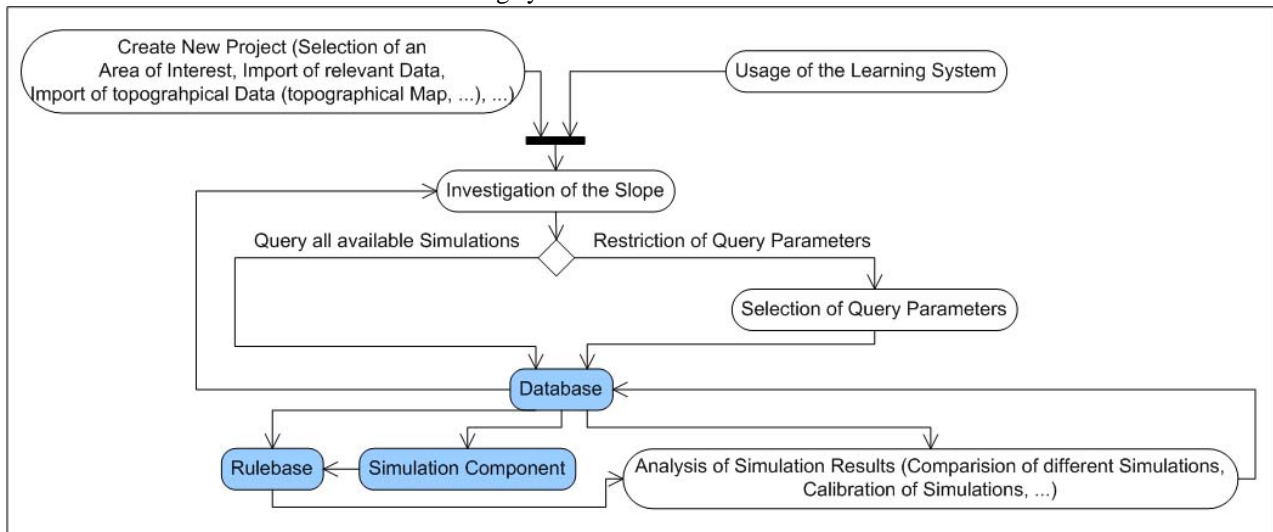 Create New Project (Selection of an
Area of Interest, Import of relevant Data,
Import of topograhpical Data (topographical Map, ...), ...)
Usage of the Learning System
Investigation of the Slope
Query all available Simulations
Restriction of Query Parameters
Selection of Query Parameters
Database
Rulebase
Simulation Component
Analysis of Simulation Results (Comparision of different Simulations,
Calibration of Simulations, ...)